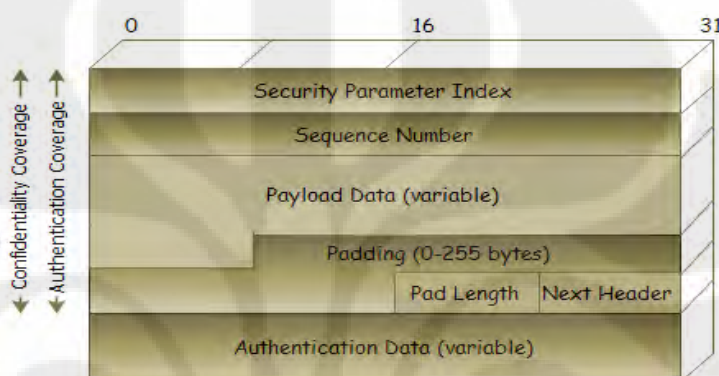 0 16 31
Security Parameter Index
Sequence Number
Payload Data (variable)
Padding (0-255 bytes)
Pad Length Next Header
Authentication Data (variable)
Confidentiality Coverage
Authentication Coverage